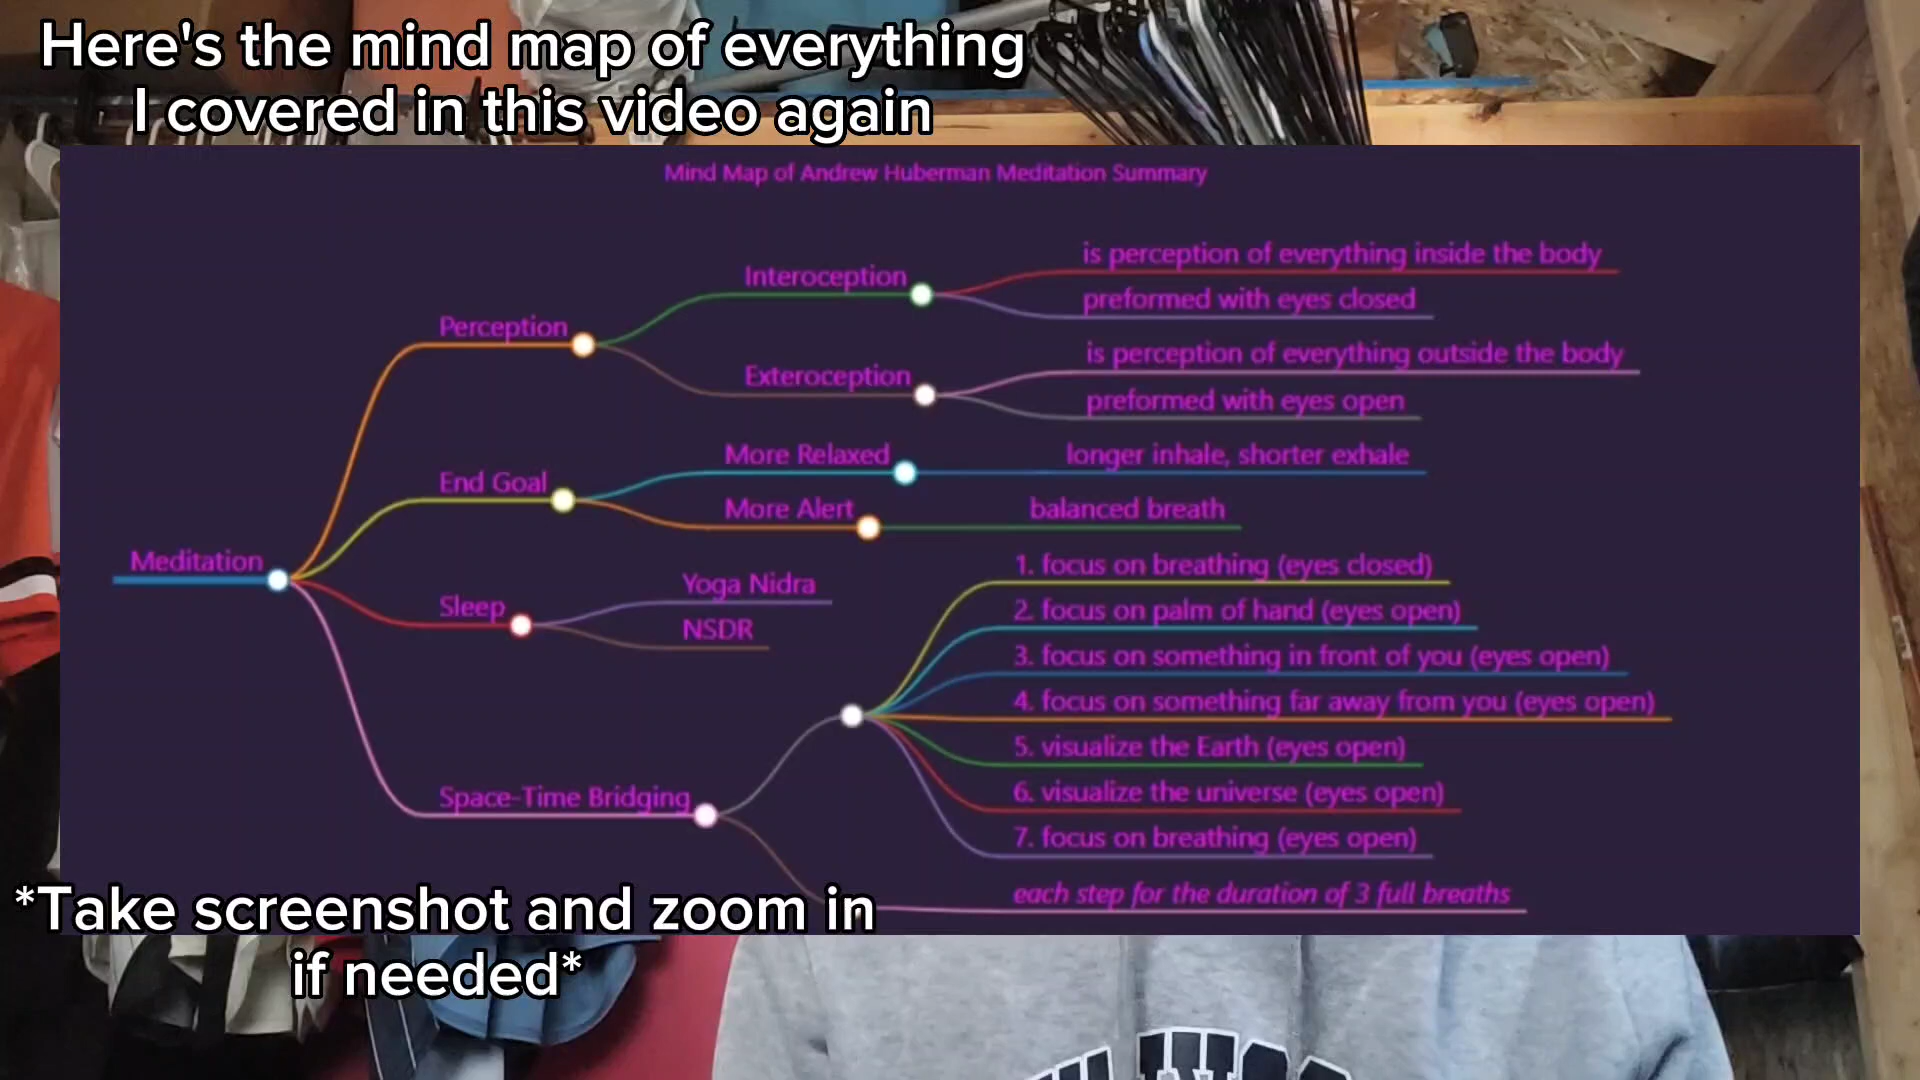 Here's the mind map of everything
I covered in this video again
Mind Map of Andrew Huberman Meditation Summary
Meditation
Perception
Interoception
is perception of everything inside the body
preformed with eyes closed
Exteroception
is perception of everything outside the body
preformed with eyes open
End Goal
More Relaxed
longer inhale, shorter exhale
More Alert
balanced breath
Sleep
Yoga Nidra
NSDR
Space-Time Bridging
1. focus on breathing (eyes closed)
2. focus on palm of hand (eyes open)
3. focus on something in front of you (eyes open)
4. focus on something far away from you (eyes open)
5. visualize the Earth (eyes open)
6. visualize the universe (eyes open)
7. focus on breathing (eyes open)
each step for the duration of 3 full breaths
*Take screenshot and zoom in
if needed*